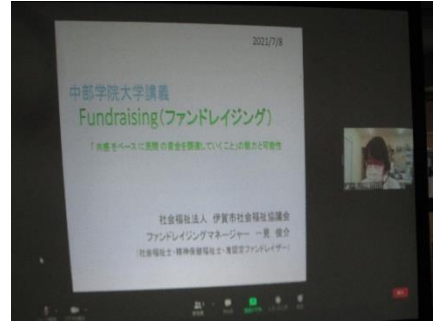 2021/7/8
中部学院大学講義
Fundraising(ファンドレイジング)
「共感をベースに民間の資金を調達していくこと」の魅力と可能性
社会福祉法人 伊賀市社会福祉協議会
ファンドレイジングマネージャー 一見 俊介
(社会福祉士・精神保健福祉士・准認定ファンドレイザー)